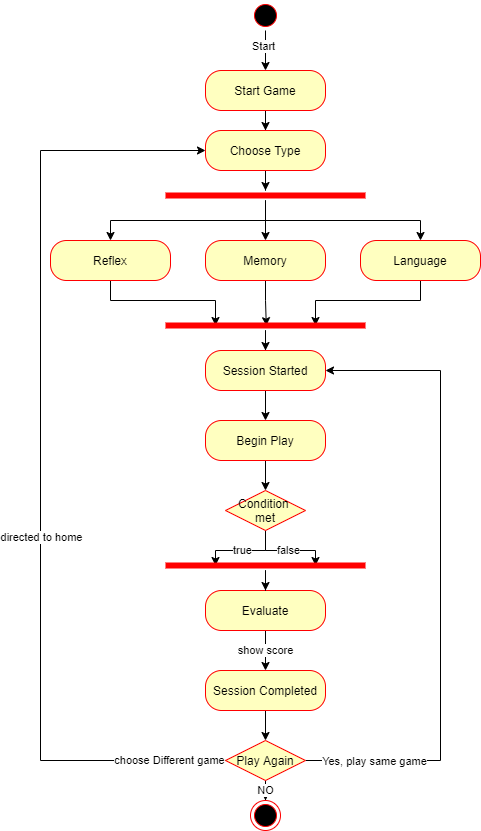 Start
Start Game
Choose Type
Reflex
Memory
Language
Session Started
Begin Play
Condition
met
true
false
directed to home
Evaluate
show score
Session Completed
choose Different game
Play Again
Yes, play same game
NO